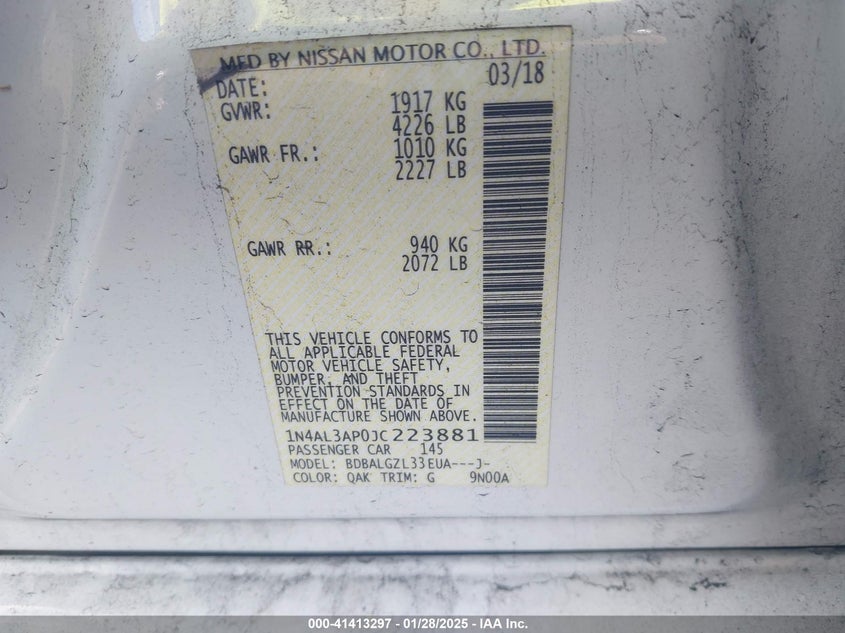 MFD BY NISSAN MOTOR CO., LTD.
DATE: 03/18
GVWR: 1917 KG
4226 LB
GAWR FR.: 1010 KG
2227 LB
GAWR RR.: 940 KG
2072 LB
THIS VEHICLE CONFORMS TO
ALL APPLICABLE FEDERAL
MOTOR VEHICLE SAFETY,
BUMPER, AND THEFT
PREVENTION STANDARDS IN
EFFECT ON THE DATE OF
MANUFACTURE SHOWN ABOVE.
1N4AL3AP0JC223881
PASSENGER CAR 145
MODEL: BDBALGZL33EUA---J-
COLOR: QAK TRIM: G 9N00A
000-41413297 - 01/28/2025 - IAA Inc.